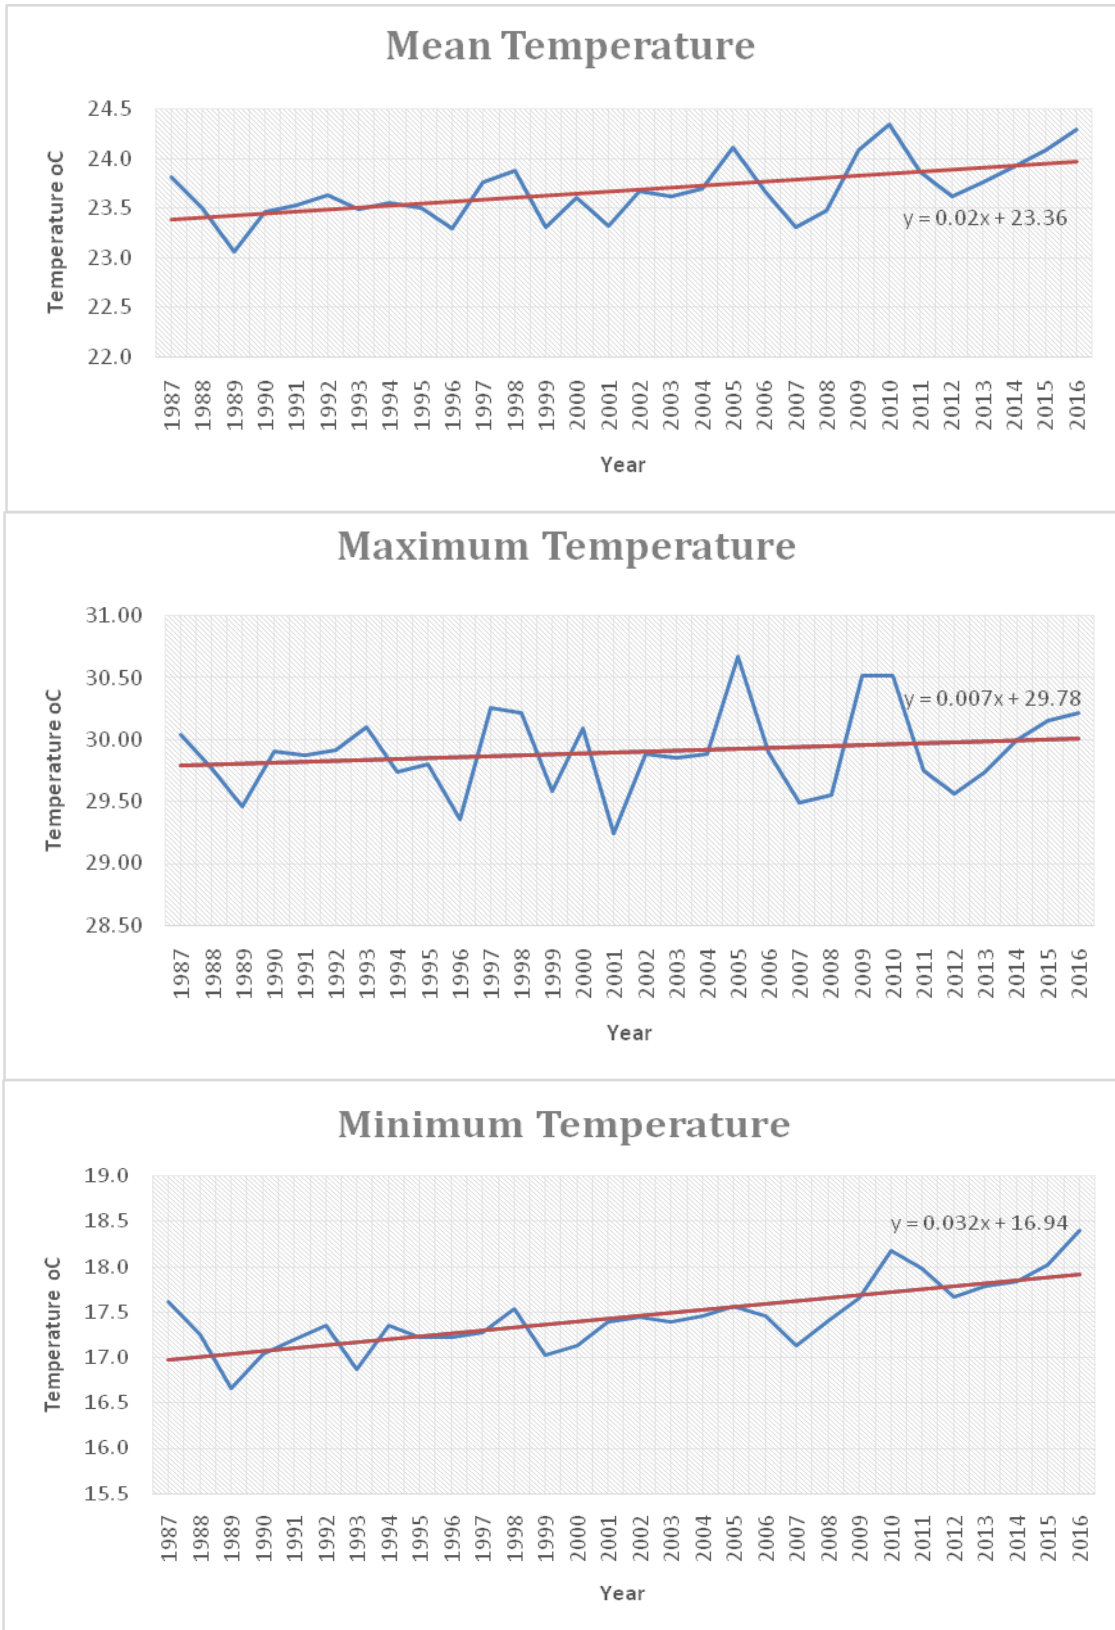 Mean Temperature
24.5
24.0
23.5
23.0
22.5
22.0
Temperature oC
y = 0.02x + 23.36
1987 1988 1989 1990 1991 1992 1993 1994 1995 1996 1997 1998 1999 2000 2001 2002 2003 2004 2005 2006 2007 2008 2009 2010 2011 2012 2013 2014 2015 2016
Year
Maximum Temperature
31.00
30.50
30.00
29.50
29.00
28.50
Temperature oC
y = 0.007x + 29.78
1987 1988 1989 1990 1991 1992 1993 1994 1995 1996 1997 1998 1999 2000 2001 2002 2003 2004 2005 2006 2007 2008 2009 2010 2011 2012 2013 2014 2015 2016
Year
Minimum Temperature
19.0
18.5
18.0
17.5
17.0
16.5
16.0
15.5
Temperature oC
y = 0.032x + 16.94
1987 1988 1989 1990 1991 1992 1993 1994 1995 1996 1997 1998 1999 2000 2001 2002 2003 2004 2005 2006 2007 2008 2009 2010 2011 2012 2013 2014 2015 2016
Year